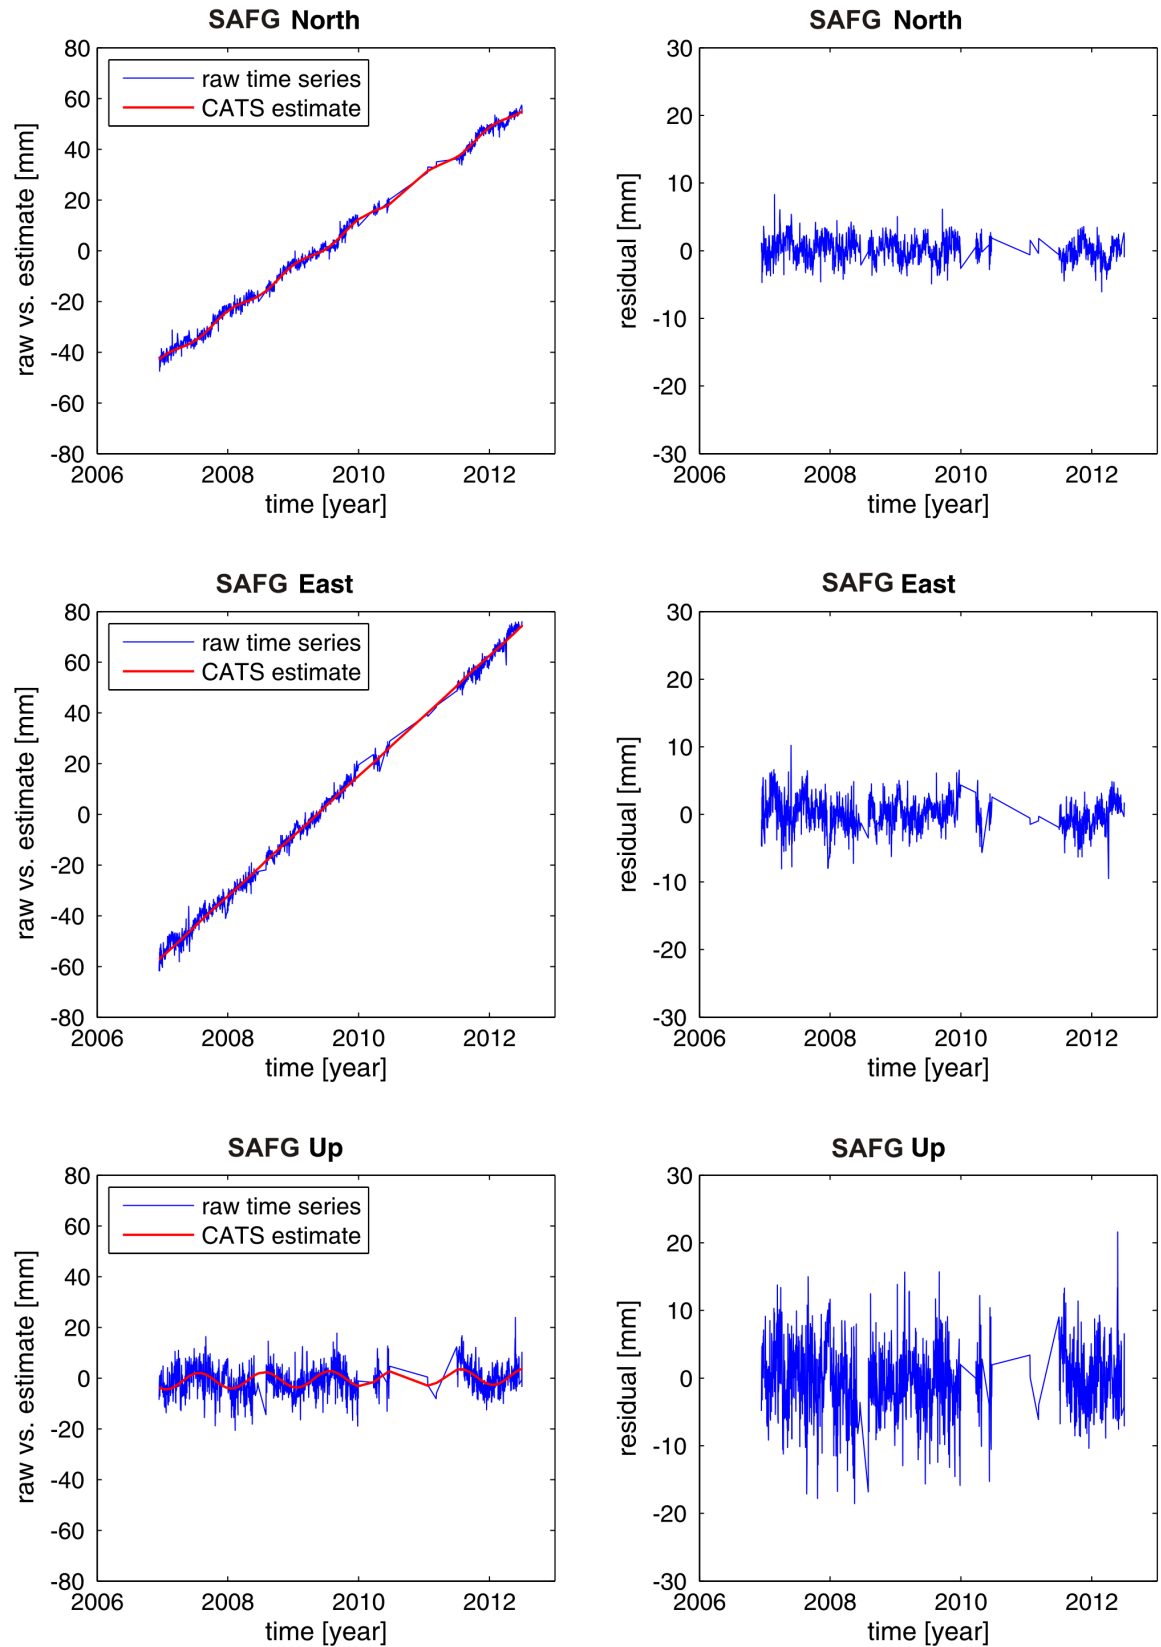 SAFG North
80
60
40
20
0
-20
-40
-60
-80
raw vs. estimate [mm]
raw time series
CATS estimate
2006 2008 2010 2012
time [year]
SAFG North
30
20
10
0
-10
-20
-30
residual [mm]
2006 2008 2010 2012
time [year]
SAFG East
80
60
40
20
0
-20
-40
-60
-80
raw vs. estimate [mm]
raw time series
CATS estimate
2006 2008 2010 2012
time [year]
SAFG East
30
20
10
0
-10
-20
-30
residual [mm]
2006 2008 2010 2012
time [year]
SAFG Up
80
60
40
20
0
-20
-40
-60
-80
raw vs. estimate [mm]
raw time series
CATS estimate
2006 2008 2010 2012
time [year]
SAFG Up
30
20
10
0
-10
-20
-30
residual [mm]
2006 2008 2010 2012
time [year]